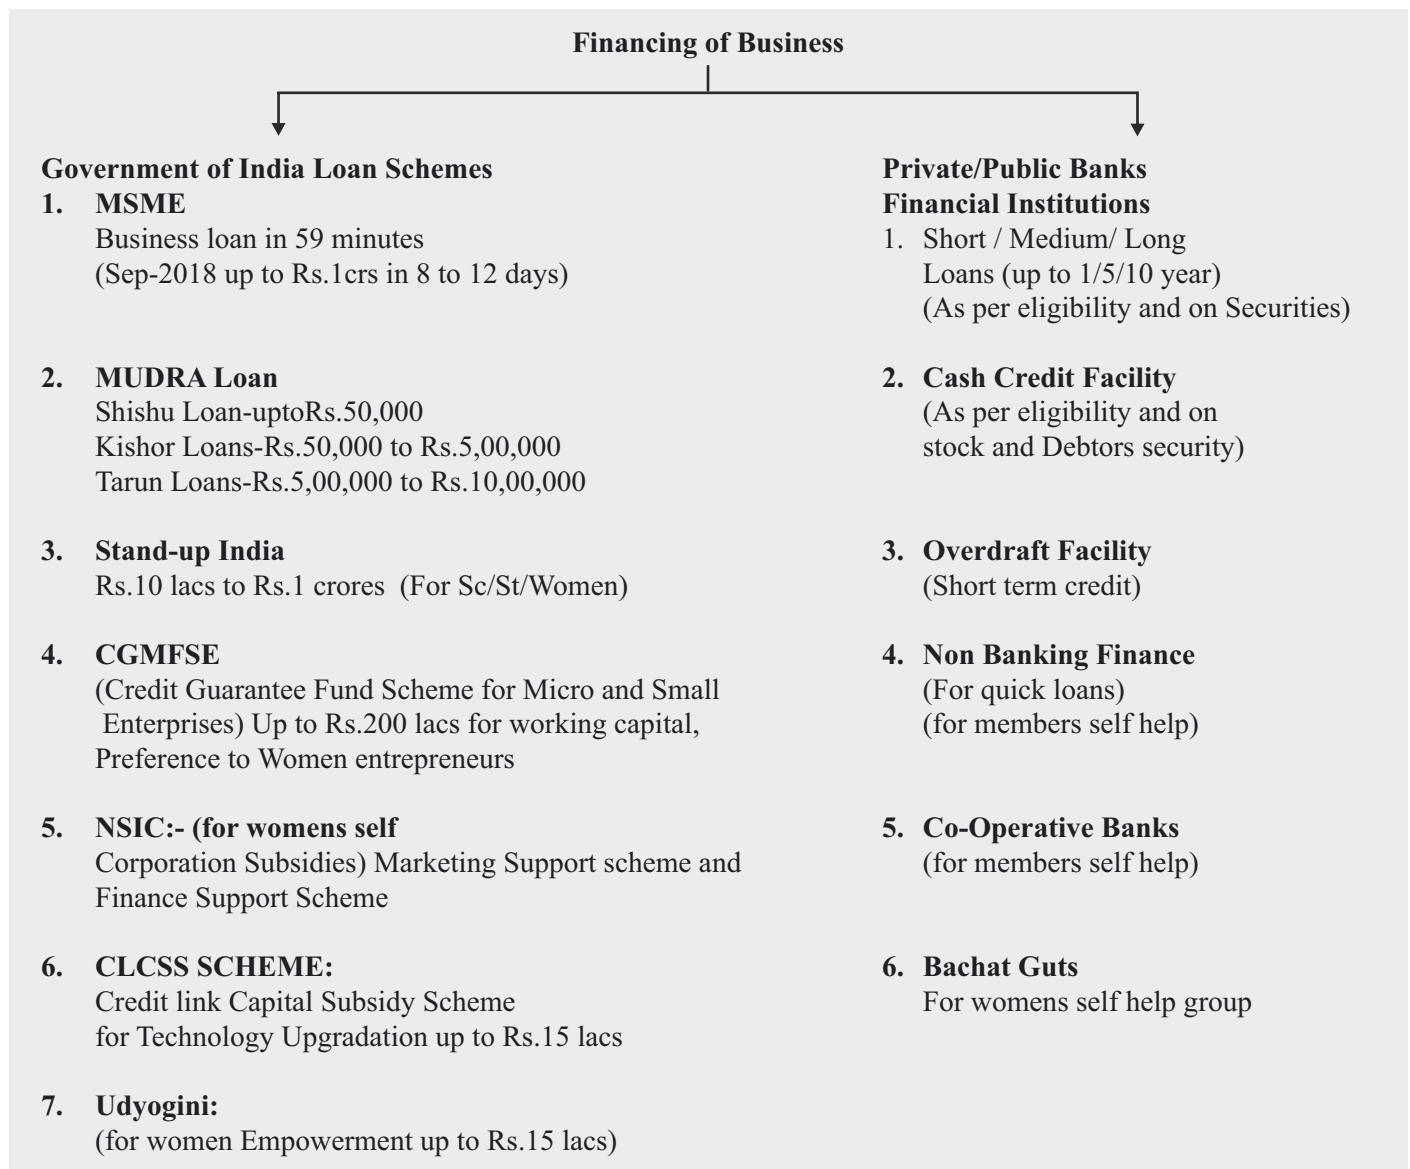 Financing of Business
Government of India Loan Schemes
1. MSME
Business loan in 59 minutes
(Sep-2018 up to Rs.1crs in 8 to 12 days)
2. MUDRA Loan
Shishu Loan-uptoRs.50,000
Kishor Loans-Rs.50,000 to Rs.5,00,000
Tarun Loans-Rs.5,00,000 to Rs.10,00,000
3. Stand-up India
Rs.10 lacs to Rs.1 crores (For Sc/St/Women)
4. CGMFSE
(Credit Guarantee Fund Scheme for Micro and Small
Enterprises) Up to Rs.200 lacs for working capital,
Preference to Women entrepreneurs
5. NSIC:- (for womens self
Corporation Subsidies) Marketing Support scheme and
Finance Support Scheme
6. CLCSS SCHEME:
Credit link Capital Subsidy Scheme
for Technology Upgradation up to Rs.15 lacs
7. Udyogini:
(for women Empowerment up to Rs.15 lacs)
Private/Public Banks
Financial Institutions
1. Short / Medium/ Long
Loans (up to 1/5/10 year)
(As per eligibility and on Securities)
2. Cash Credit Facility
(As per eligibility and on
stock and Debtors security)
3. Overdraft Facility
(Short term credit)
4. Non Banking Finance
(For quick loans)
(for members self help)
5. Co-Operative Banks
(for members self help)
6. Bachat Guts
For womens self help group